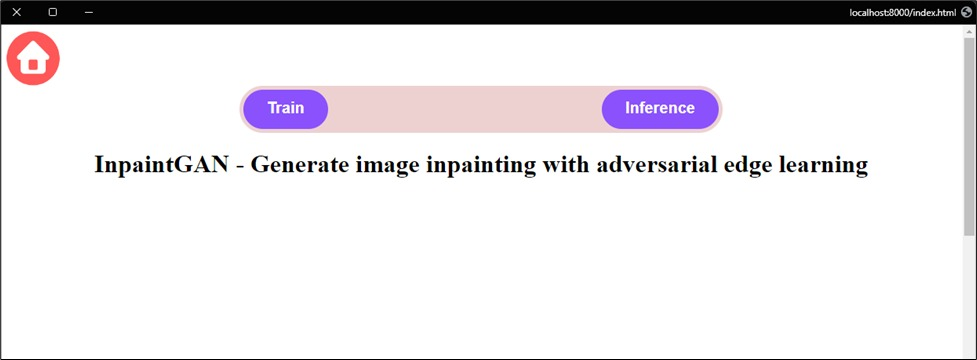 localhost:8000/index.html
Train
Inference
InpaintGAN - Generate image inpainting with adversarial edge learning